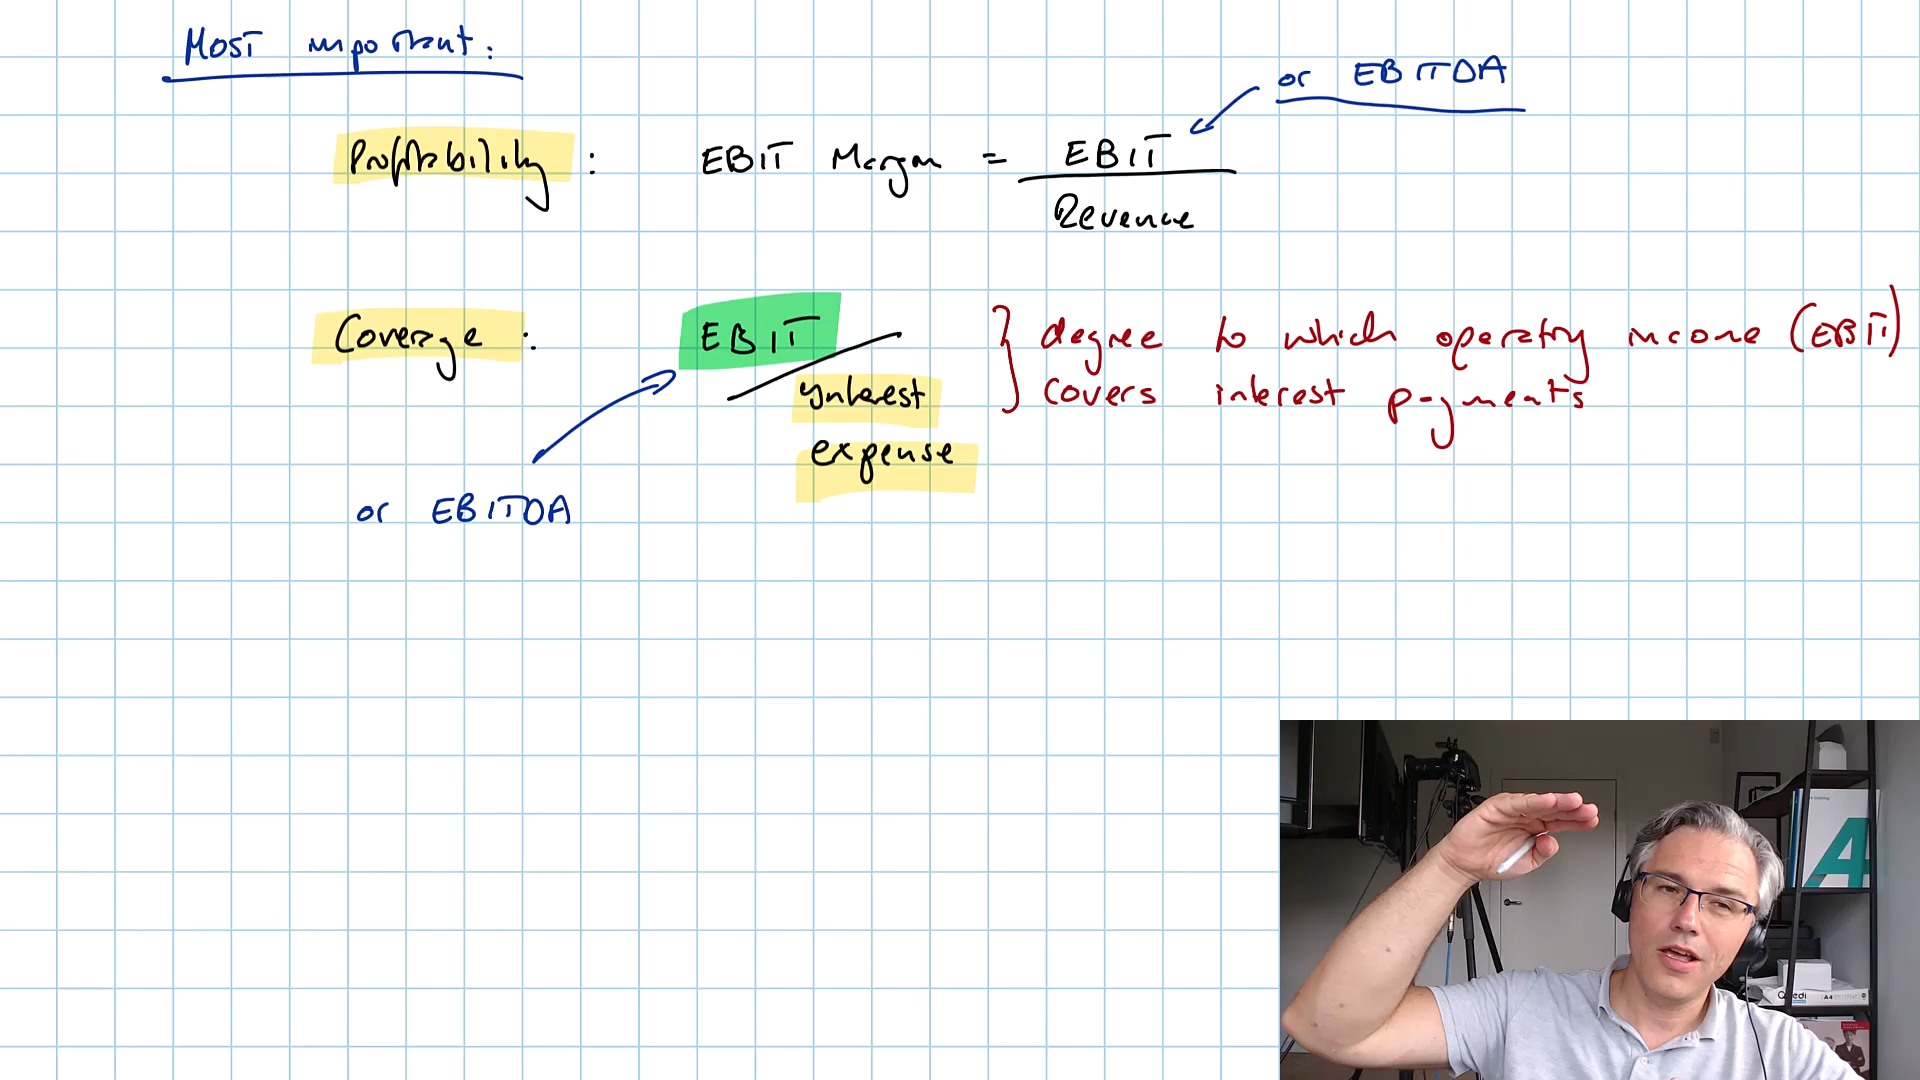 Most important:
or EBITDA
Profitability : EBIT Margin = EBIT
Revenue
Coverage : EBIT
interest
expense
} degree to which operating income (EBIT)
covers interest payments
or EBITDA
A
A4